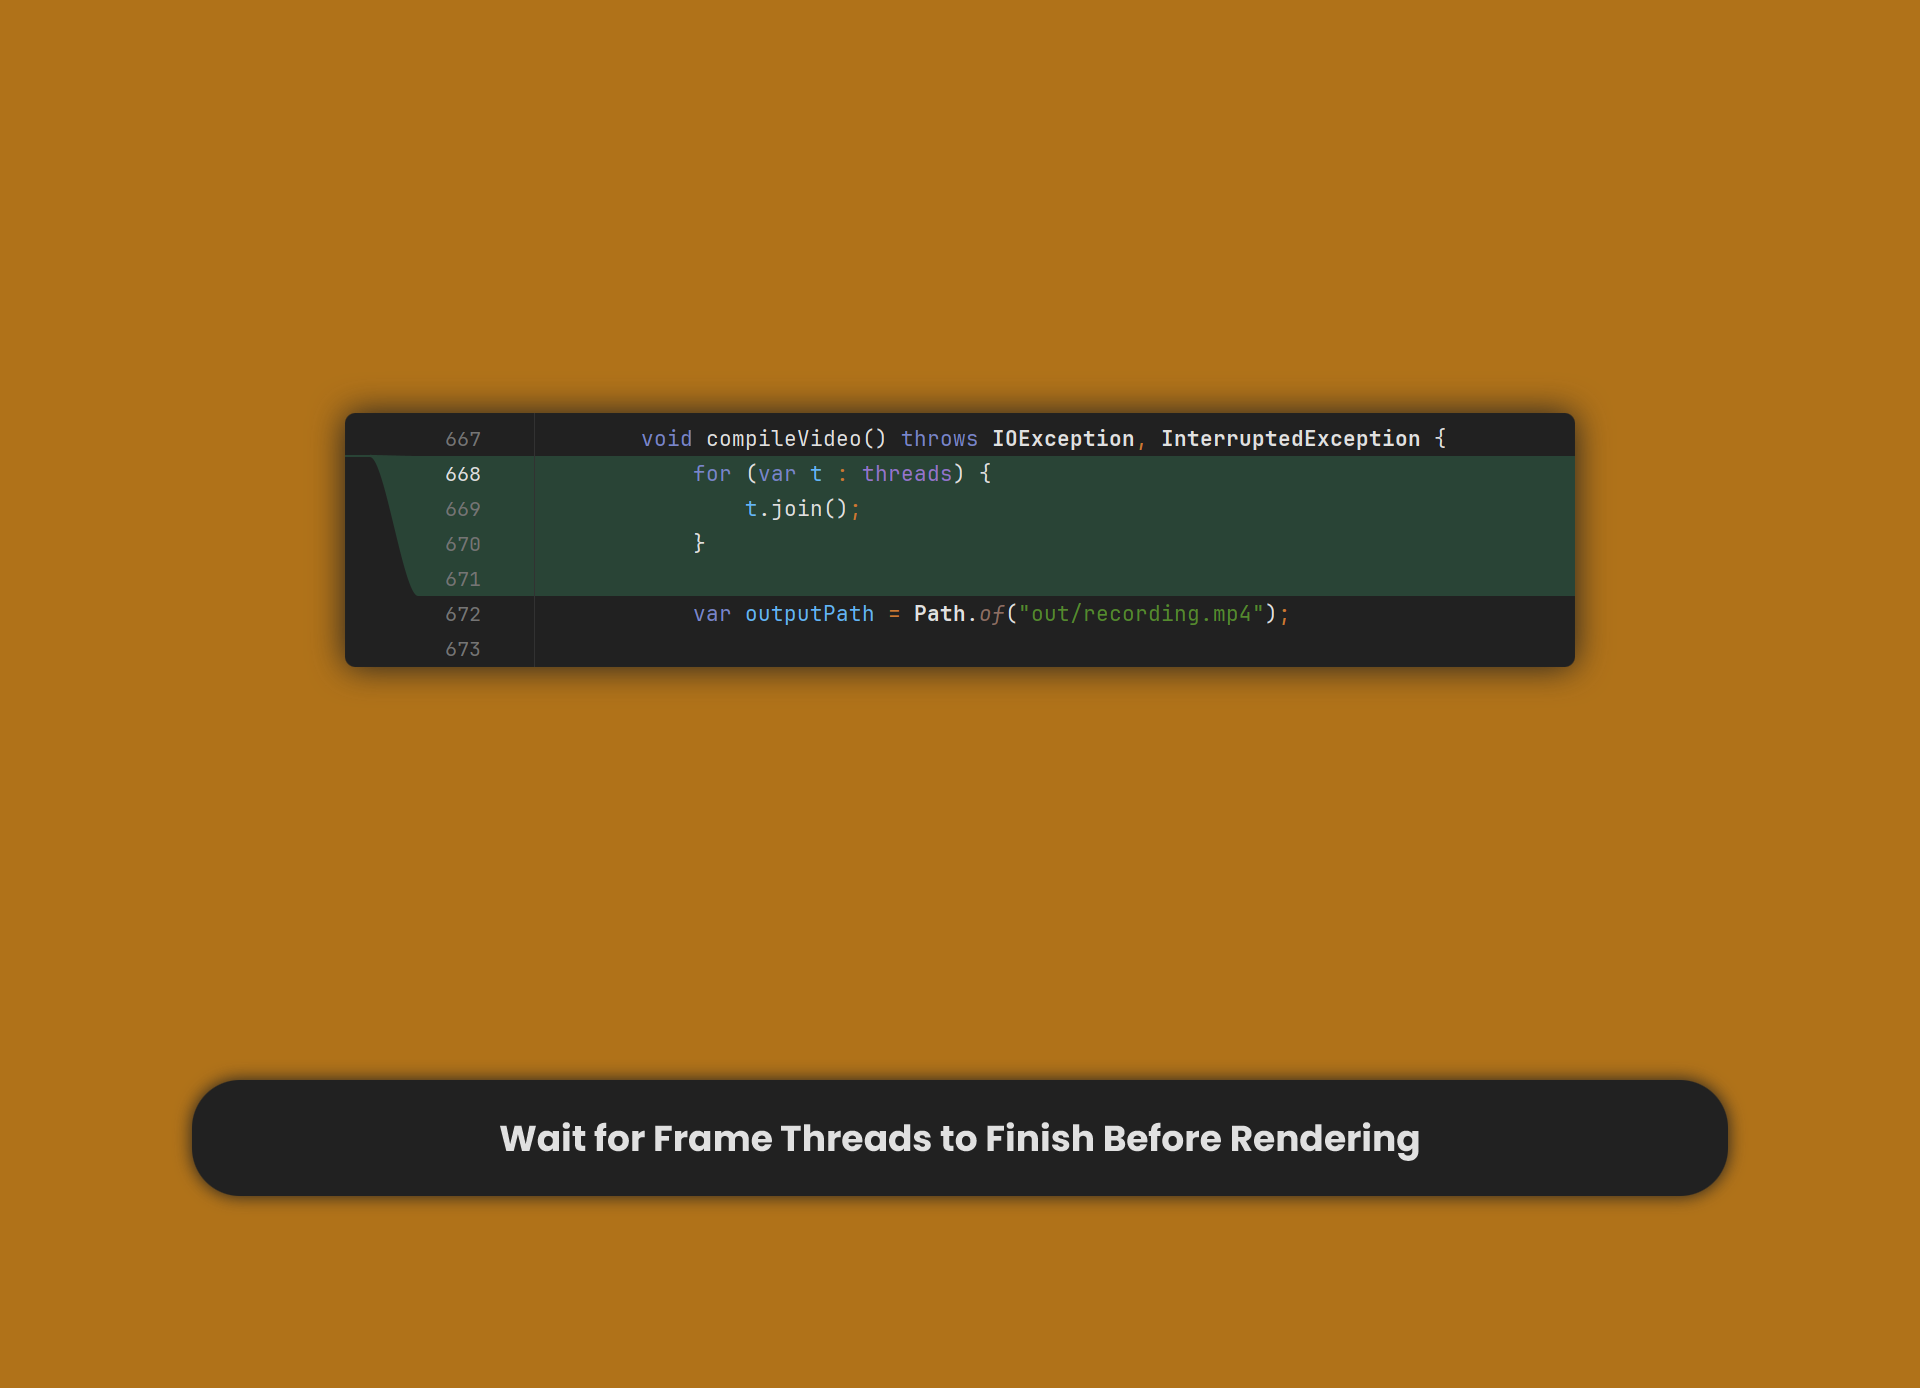 667 void compileVideo() throws IOException, InterruptedException {
668 for (var t : threads) {
669 t.join();
670 }
671
672 var outputPath = Path.of("out/recording.mp4");
673
Wait for Frame Threads to Finish Before Rendering